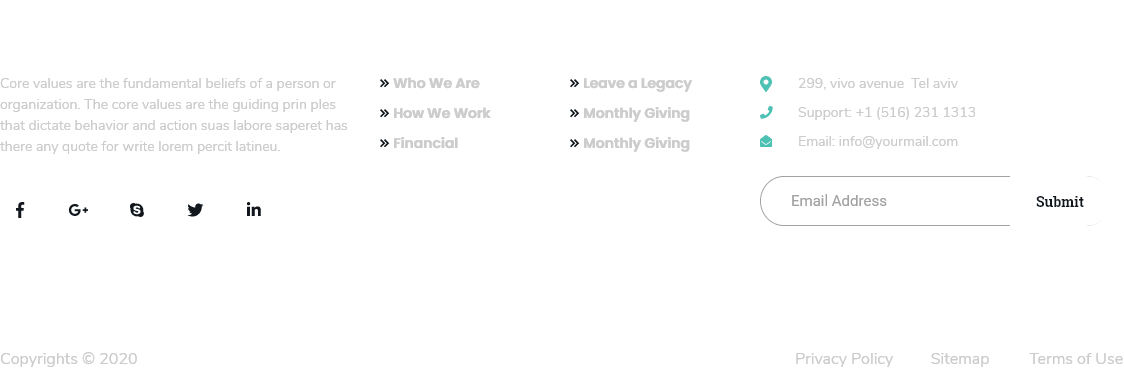 Core values are the fundamental beliefs of a person or
organization. The core values are the guiding prin ples
that dictate behavior and action suas labore saperet has
there any quote for write lorem percit latineu.
» Who We Are
» How We Work
» Financial
» Leave a Legacy
» Monthly Giving
» Monthly Giving
299, vivo avenue  Tel aviv
Support: +1 (516) 231 1313
Email: info@yourmail.com
Email Address
Submit
Copyrights © 2020
Privacy Policy
Sitemap
Terms of Use